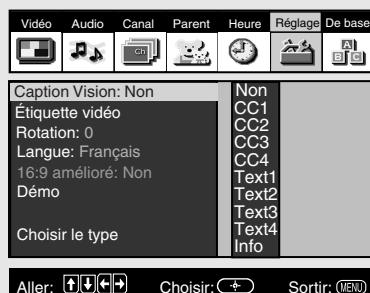 Vidéo Audio Canal Parent Heure Réglage De base
Ch
A
B C
Caption Vision: Non
Étiquette vidéo
Rotation: 0
Langue: Français
16:9 amélioré: Non
Démo
Choisir le type
Non
CC1
CC2
CC3
CC4
Text1
Text2
Text3
Text4
Info
Aller: Choisir: Sortir: MENU